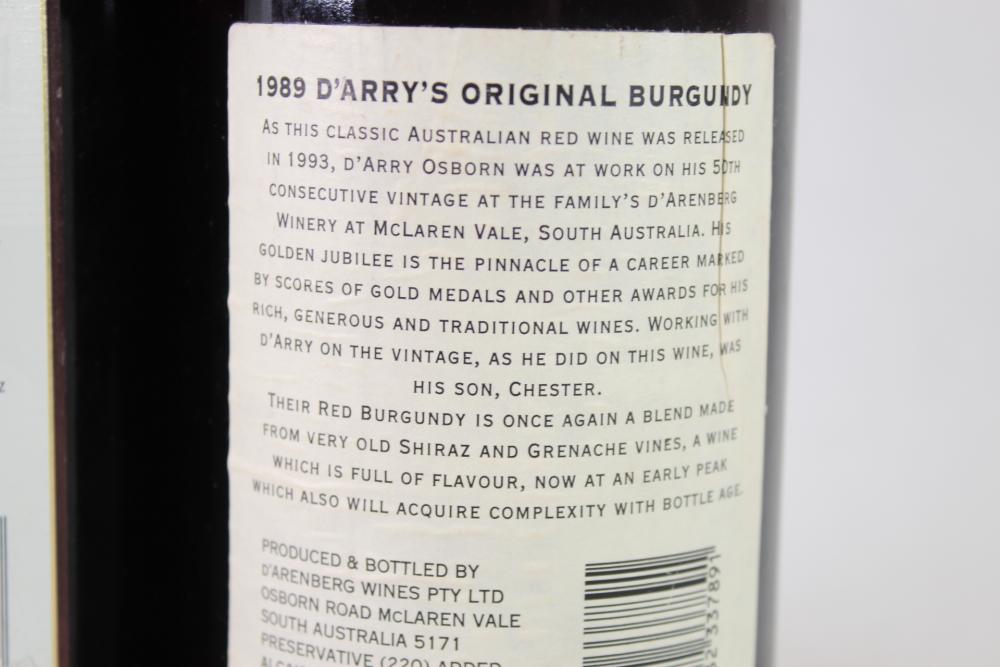 1989 D'ARRY'S ORIGINAL BURGUNDY
AS THIS CLASSIC AUSTRALIAN RED WINE WAS RELEASED
IN 1993, D'ARRY OSBORN WAS AT WORK ON HIS 50TH
CONSECUTIVE VINTAGE AT THE FAMILY'S D'ARENBERG
WINERY AT MCLAREN VALE, SOUTH AUSTRALIA. HIS
GOLDEN JUBILEE IS THE PINNACLE OF A CAREER MARKED
BY SCORES OF GOLD MEDALS AND OTHER AWARDS FOR HIS
RICH, GENEROUS AND TRADITIONAL WINES. WORKING WITH
D'ARRY ON THE VINTAGE, AS HE DID ON THIS WINE, WAS
HIS SON, CHESTER.
THEIR RED BURGUNDY IS ONCE AGAIN A BLEND MADE
FROM VERY OLD SHIRAZ AND GRENACHE VINES, A WINE
WHICH IS FULL OF FLAVOUR, NOW AT AN EARLY PEAK
WHICH ALSO WILL ACQUIRE COMPLEXITY WITH BOTTLE AGE.
PRODUCED & BOTTLED BY
D'ARENBERG WINES PTY LTD
OSBORN ROAD MCLAREN VALE
SOUTH AUSTRALIA 5171
PRESERVATIVE (220) ADDED